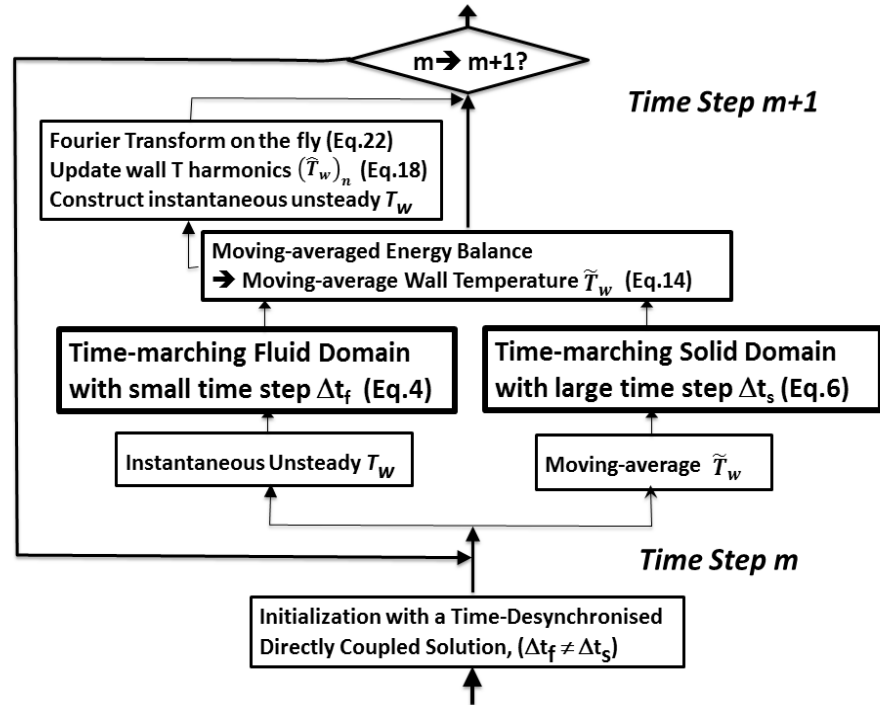 m➔ m+1?
Time Step m+1
Fourier Transform on the fly (Eq.22)
Update wall T harmonics (T̂w)n (Eq.18)
Construct instantaneous unsteady Tw
Moving-averaged Energy Balance
➔ Moving-average Wall Temperature T̃w (Eq.14)
Time-marching Fluid Domain
with small time step Δtf (Eq.4)
Time-marching Solid Domain
with large time step Δts (Eq.6)
Instantaneous Unsteady Tw
Moving-average T̃w
Time Step m
Initialization with a Time-Desynchronised
Directly Coupled Solution, (Δtf ≠ Δts)